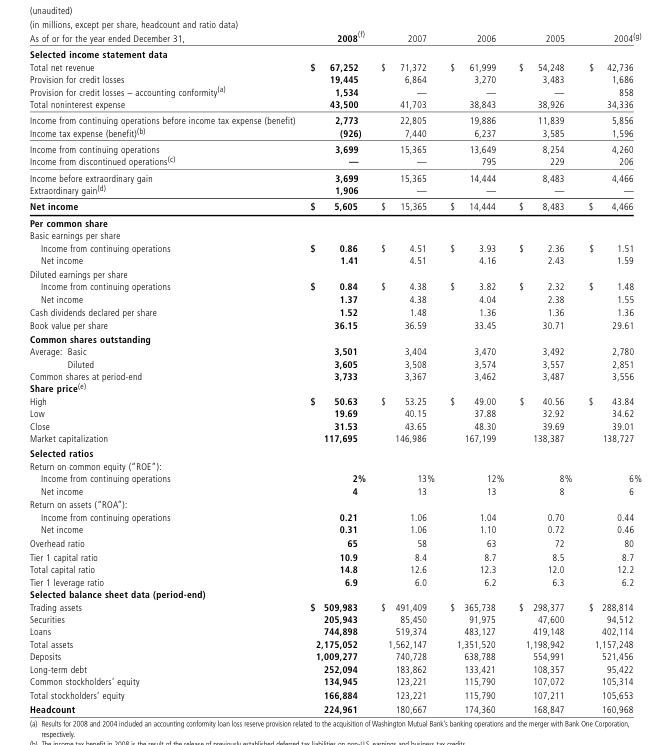 (unaudited)
(in millions, except per share, headcount and ratio data)
As of or for the year ended December 31, 2008(f) 2007 2006 2005 2004(g)
Selected income statement data
Total net revenue $ 67,252 $ 71,372 $ 61,999 $ 54,248 $ 42,736
Provision for credit losses 19,445 6,864 3,270 3,483 1,686
Provision for credit losses – accounting conformity(a) 1,534 — — — 858
Total noninterest expense 43,500 41,703 38,843 38,926 34,336
Income from continuing operations before income tax expense (benefit) 2,773 22,805 19,886 11,839 5,856
Income tax expense (benefit)(b) (926) 7,440 6,237 3,585 1,596
Income from continuing operations 3,699 15,365 13,649 8,254 4,260
Income from discontinued operations(c) — — 795 229 206
Income before extraordinary gain 3,699 15,365 14,444 8,483 4,466
Extraordinary gain(d) 1,906 — — — —
Net income $ 5,605 $ 15,365 $ 14,444 $ 8,483 $ 4,466
Per common share
Basic earnings per share
Income from continuing operations $ 0.86 $ 4.51 $ 3.93 $ 2.36 $ 1.51
Net income 1.41 4.51 4.16 2.43 1.59
Diluted earnings per share
Income from continuing operations $ 0.84 $ 4.38 $ 3.82 $ 2.32 $ 1.48
Net income 1.37 4.38 4.04 2.38 1.55
Cash dividends declared per share 1.52 1.48 1.36 1.36 1.36
Book value per share 36.15 36.59 33.45 30.71 29.61
Common shares outstanding
Average: Basic 3,501 3,404 3,470 3,492 2,780
Diluted 3,605 3,508 3,574 3,557 2,851
Common shares at period-end 3,733 3,367 3,462 3,487 3,556
Share price(e)
High $ 50.63 $ 53.25 $ 49.00 $ 40.56 $ 43.84
Low 19.69 40.15 37.88 32.92 34.62
Close 31.53 43.65 48.30 39.69 39.01
Market capitalization 117,695 146,986 167,199 138,387 138,727
Selected ratios
Return on common equity (“ROE”):
Income from continuing operations 2% 13% 12% 8% 6%
Net income 4 13 13 8 6
Return on assets (“ROA”):
Income from continuing operations 0.21 1.06 1.04 0.70 0.44
Net income 0.31 1.06 1.10 0.72 0.46
Overhead ratio 65 58 63 72 80
Tier 1 capital ratio 10.9 8.4 8.7 8.5 8.7
Total capital ratio 14.8 12.6 12.3 12.0 12.2
Tier 1 leverage ratio 6.9 6.0 6.2 6.3 6.2
Selected balance sheet data (period-end)
Trading assets $ 509,983 $ 491,409 $ 365,738 $ 298,377 $ 288,814
Securities 205,943 85,450 91,975 47,600 94,512
Loans 744,898 519,374 483,127 419,148 402,114
Total assets 2,175,052 1,562,147 1,351,520 1,198,942 1,157,248
Deposits 1,009,277 740,728 638,788 554,991 521,456
Long-term debt 252,094 183,862 133,421 108,357 95,422
Common stockholders’ equity 134,945 123,221 115,790 107,072 105,314
Total stockholders’ equity 166,884 123,221 115,790 107,211 105,653
Headcount 224,961 180,667 174,360 168,847 160,968
(a) Results for 2008 and 2004 included an accounting conformity loan loss reserve provision related to the acquisition of Washington Mutual Bank’s banking operations and the merger with Bank One Corporation,
respectively.
(b) The income tax benefit in 2008 is the result of the release of previously established deferred tax liabilities on non-U.S. earnings and business tax credits.